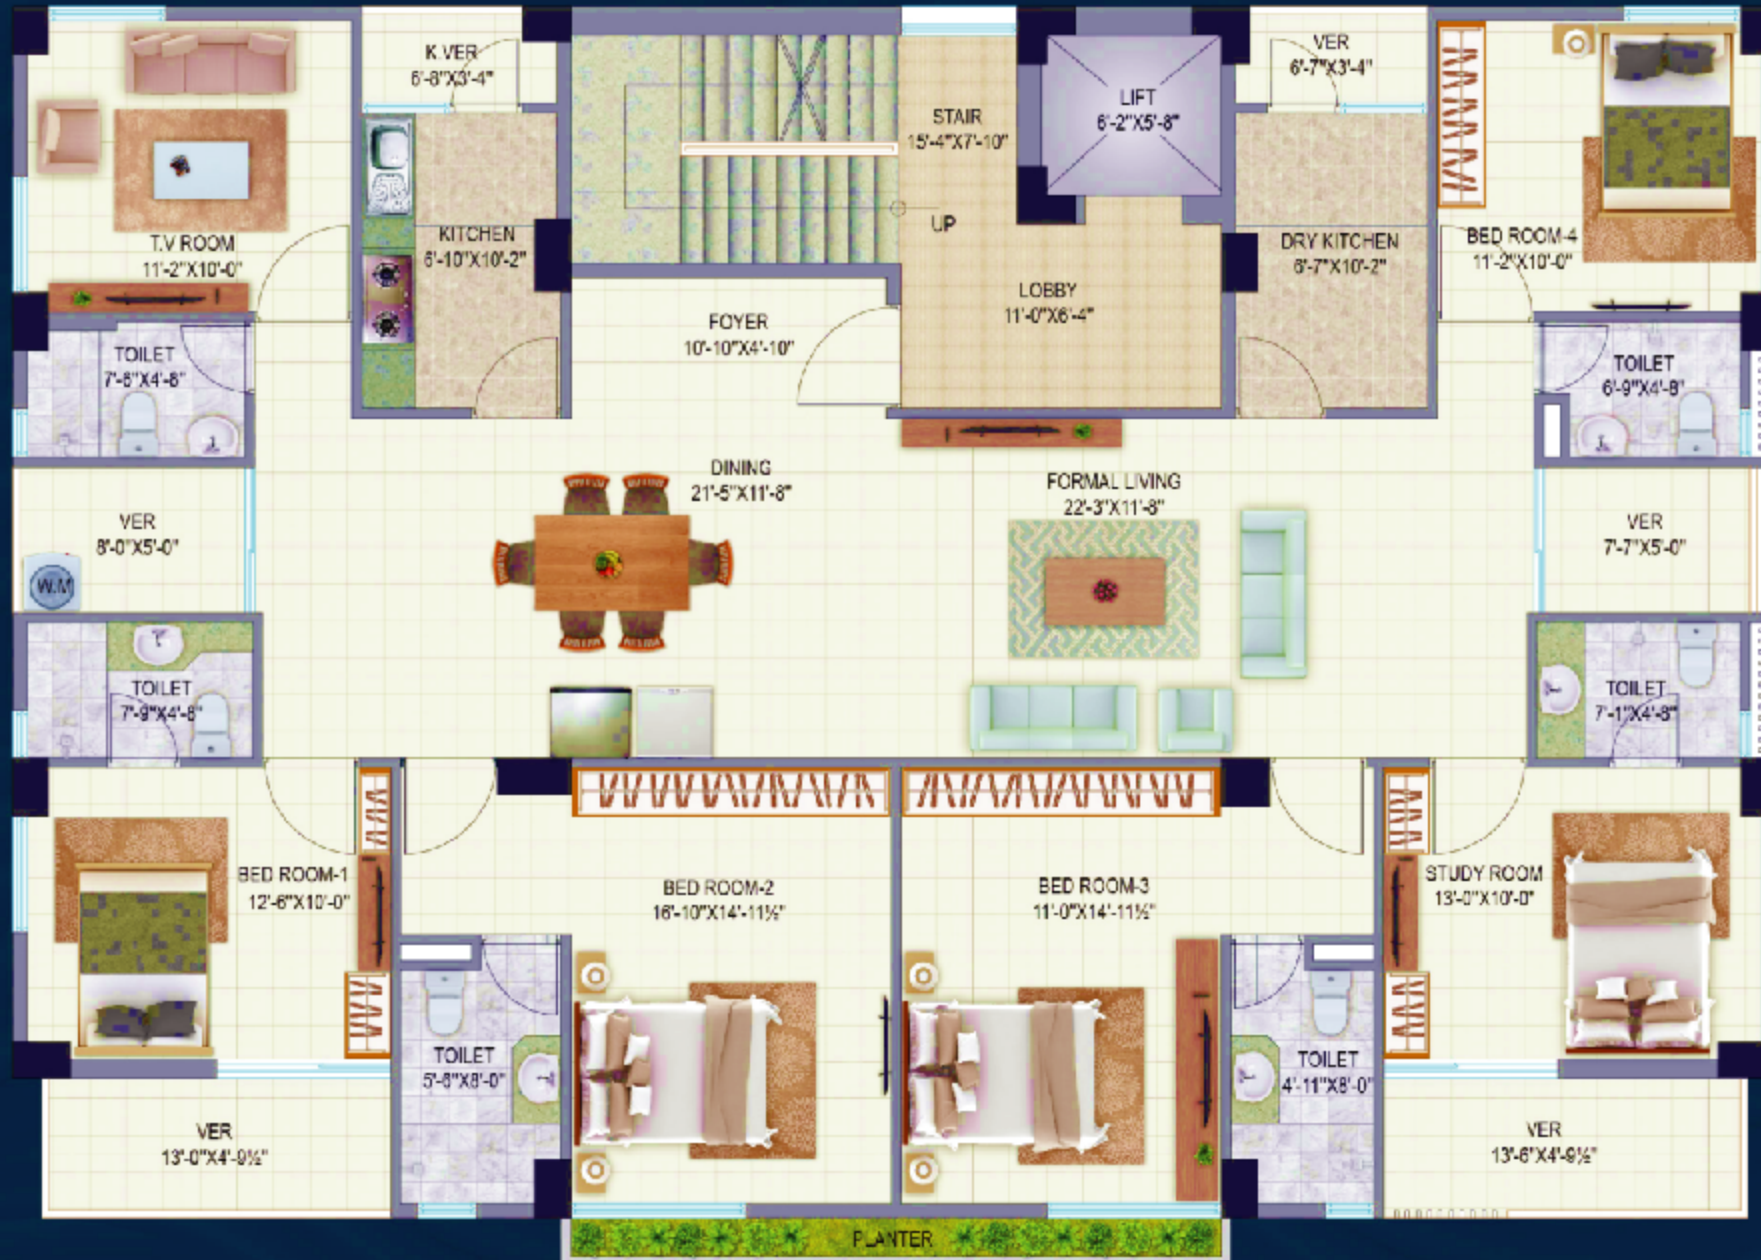 K.VER
6'-8"X3'-4"
VER
6'-7"X3'-4"
LIFT
6'-2"X5'-8"
STAIR
15'-4"X7'-10"
UP
T.V ROOM
11'-2"X10'-0"
KITCHEN
6'-10"X10'-2"
DRY KITCHEN
6'-7"X10'-2"
BED ROOM-4
11'-2"X10'-0"
LOBBY
11'-0"X6'-4"
FOYER
10'-10"X4'-10"
TOILET
7'-6"X4'-8"
TOILET
6'-9"X4'-8"
DINING
21'-5"X11'-8"
FORMAL LIVING
22'-3"X11'-8"
VER
8'-0"X5'-0"
W.M
VER
7'-7"X5'-0"
TOILET
7'-9"X4'-8"
TOILET
7'-1"X4'-8"
BED ROOM-1
12'-6"X10'-0"
BED ROOM-2
16'-10"X14'-11½"
BED ROOM-3
11'-0"X14'-11½"
STUDY ROOM
13'-0"X10'-0"
TOILET
5'-6"X8'-0"
TOILET
4'-11"X8'-0"
VER
13'-0"X4'-9½"
VER
13'-6"X4'-9½"
PLANTER